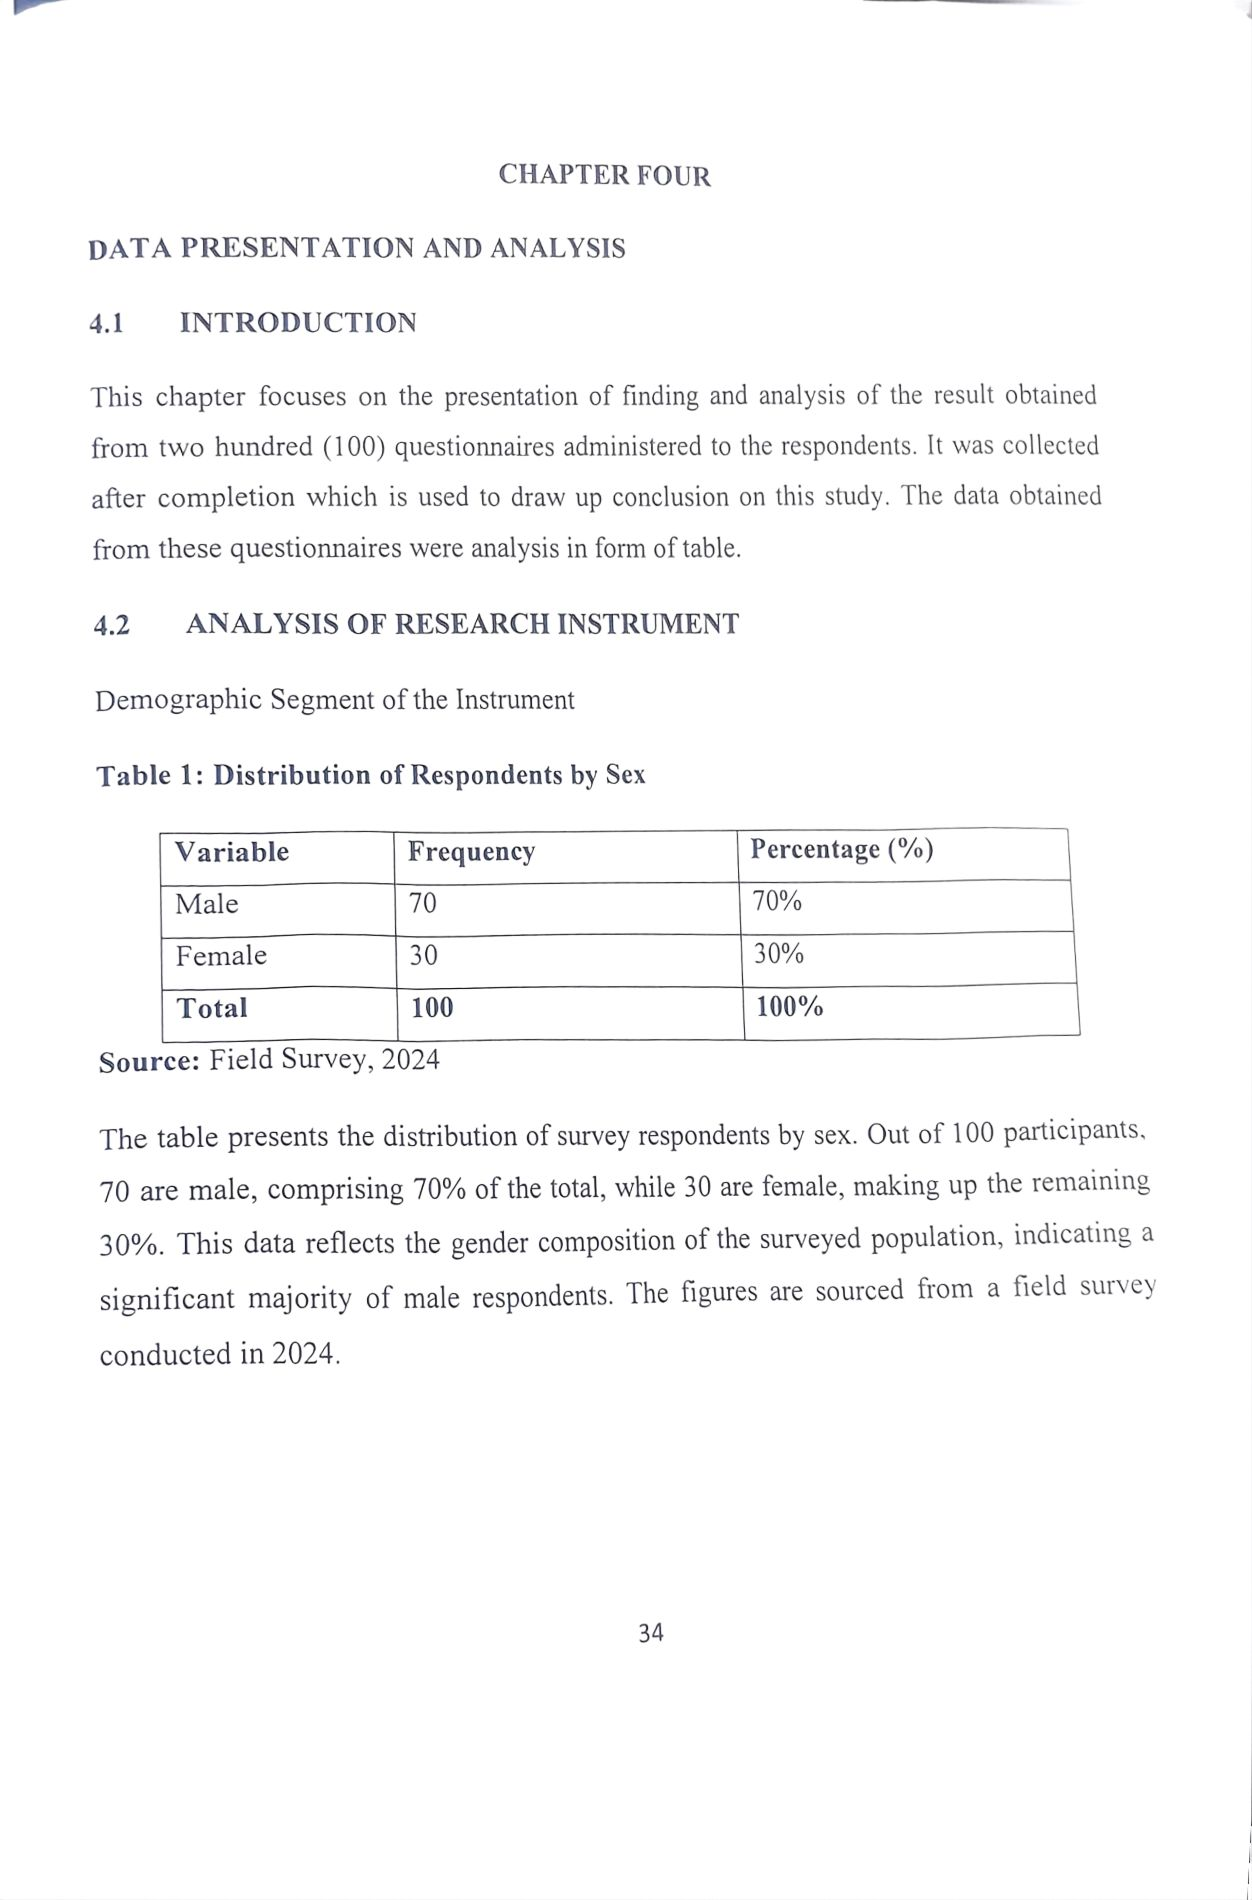 CHAPTER FOUR
DATA PRESENTATION AND ANALYSIS
4.1 INTRODUCTION
This chapter focuses on the presentation of finding and analysis of the result obtained
from two hundred (100) questionnaires administered to the respondents. It was collected
after completion which is used to draw up conclusion on this study. The data obtained
from these questionnaires were analysis in form of table.
4.2 ANALYSIS OF RESEARCH INSTRUMENT
Demographic Segment of the Instrument
Table 1: Distribution of Respondents by Sex
Variable Frequency Percentage (%)
Male 70 70%
Female 30 30%
Total 100 100%
Source: Field Survey, 2024
The table presents the distribution of survey respondents by sex. Out of 100 participants,
70 are male, comprising 70% of the total, while 30 are female, making up the remaining
30%. This data reflects the gender composition of the surveyed population, indicating a
significant majority of male respondents. The figures are sourced from a field survey
conducted in 2024.
34